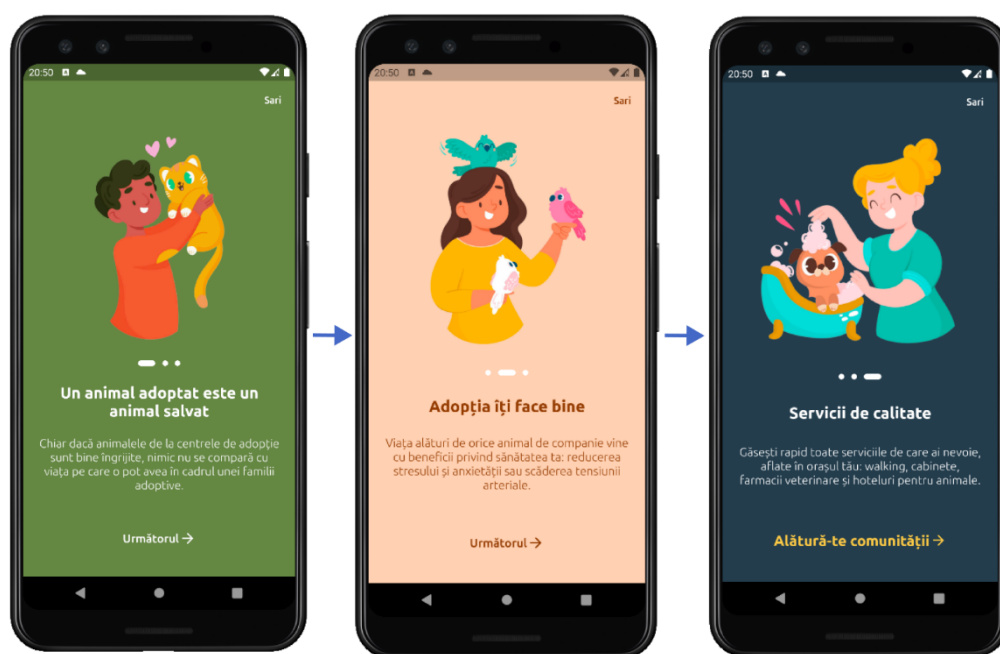 20:50
Sari
Un animal adoptat este un
animal salvat
Chiar dacă animalele de la centrele de adopție
sunt bine îngrijite, nimic nu se compară cu
viața pe care o pot avea în cadrul unei familii
adoptive.
Următorul →
20:50
Sari
Adopția îți face bine
Viața alături de orice animal de companie vine
cu beneficii privind sănătatea ta: reducerea
stresului și anxietății sau scăderea tensiunii
arteriale.
Următorul →
20:50
Sari
Servicii de calitate
Găsești rapid toate serviciile de care ai nevoie,
aflate în orașul tău: walking, cabinete,
farmacii veterinare și hoteluri pentru animale.
Alătură-te comunității →